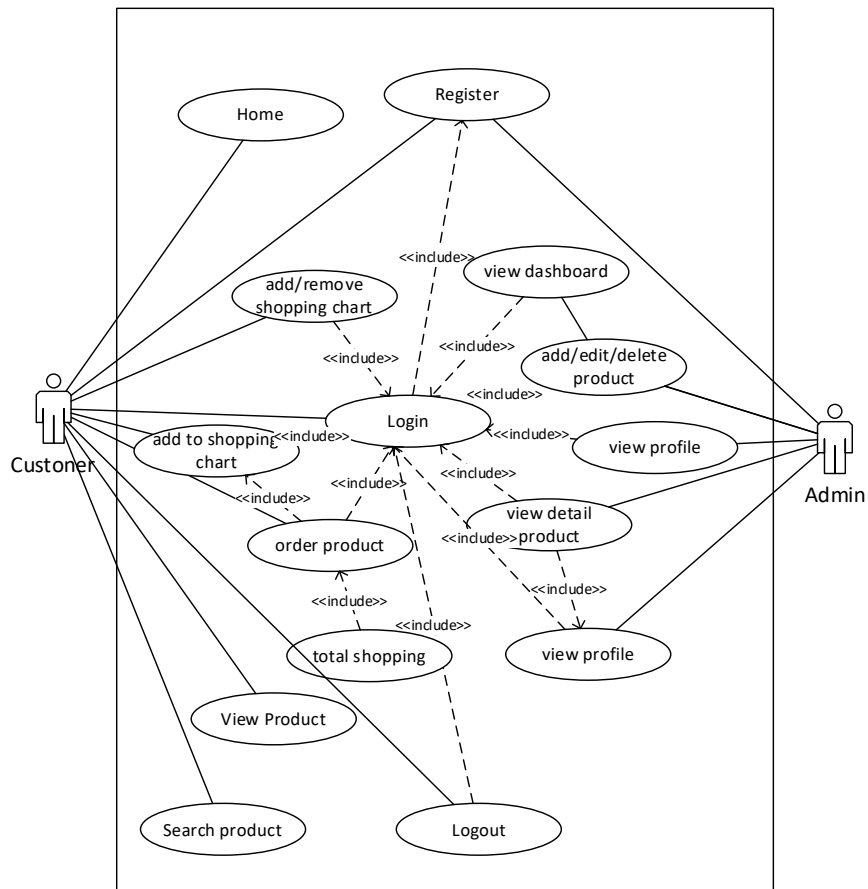 Home
Register
<<include>>
view dashboard
add/remove
shopping chart
<<include>>
<<include>>
add/edit/delete
product
<<include>>
Login
<<include>>
add to shopping
chart
view profile
Custoner
Admin
<<include>>
<<include>>
<<include>>
view detail
product
<<include>>
order product
<<include>>
<<include>>
<<include>>
total shopping
view profile
View Product
Search product
Logout